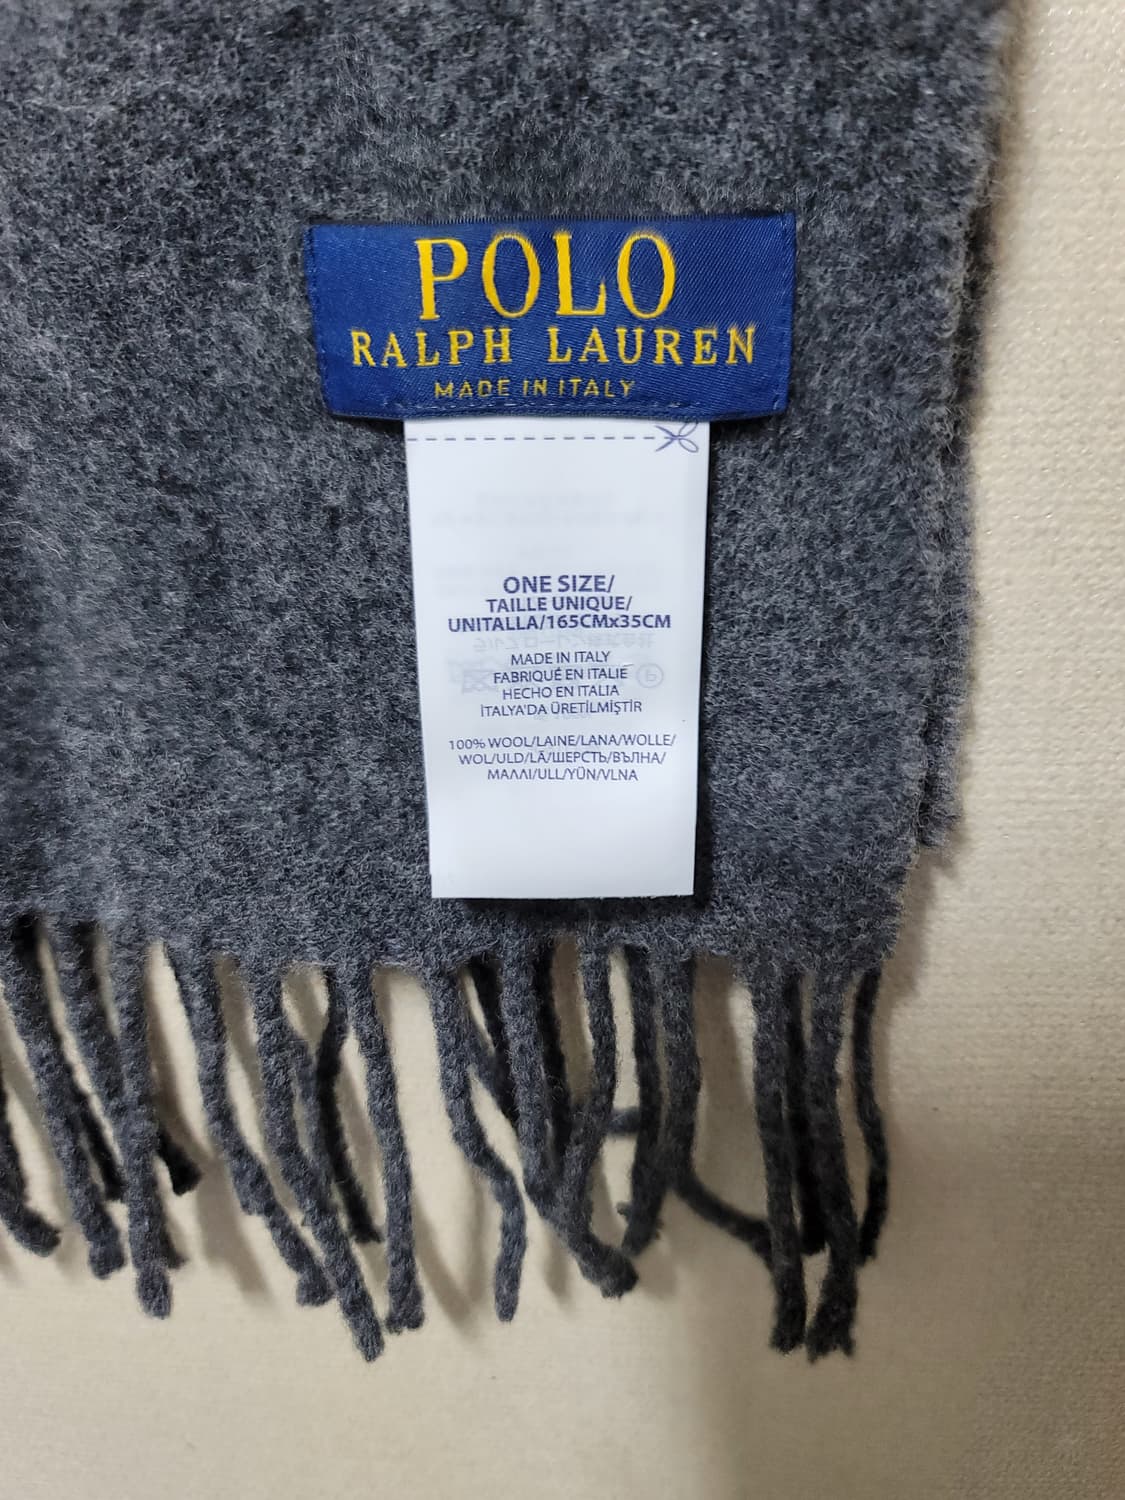 POLO
RALPH LAUREN
MADE IN ITALY
ONE SIZE/
TAILLE UNIQUE/
UNITALLA/165CMx35CM
MADE IN ITALY
FABRIQUÉ EN ITALIE
HECHO EN ITALIA
İTALYA'DA ÜRETİLMİŞTİR
100% WOOL/LAINE/LANA/WOLLE/
WOL/ULD/LÃ/ШЕРСТЬ/ВЪЛНА/
ΜΑΛΛΙ/ULL/YÜN/VLNA